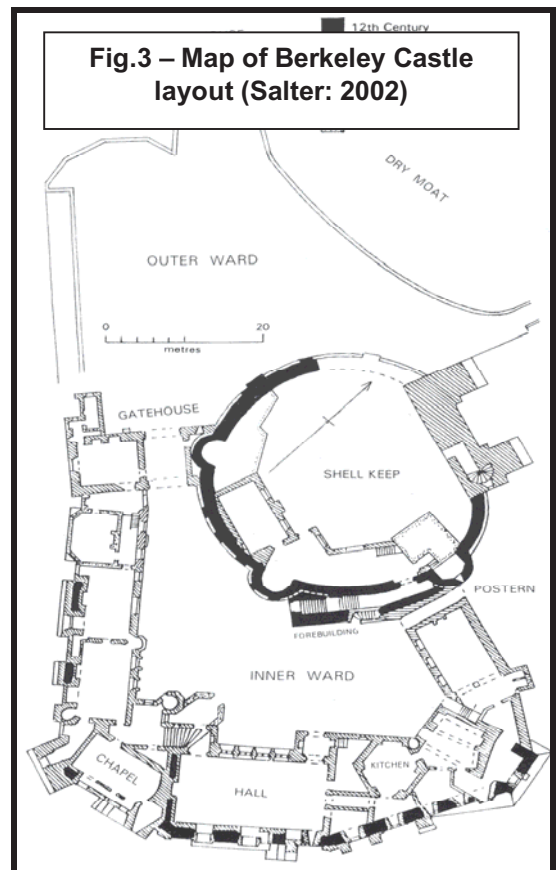 12th Century
Fig.3 – Map of Berkeley Castle
layout (Salter: 2002)
DRY MOAT
OUTER WARD
0 20
metres
GATEHOUSE
SHELL KEEP
POSTERN
FOREBUILDING
INNER WARD
CHAPEL
HALL
KITCHEN